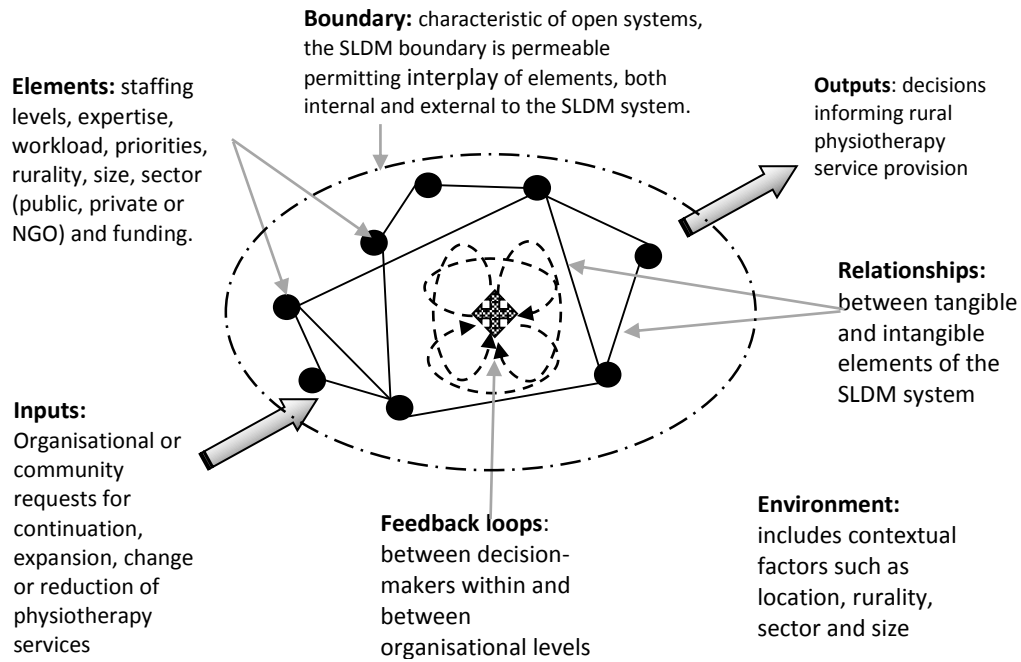 Boundary: characteristic of open systems,
the SLDM boundary is permeable
permitting interplay of elements, both
internal and external to the SLDM system.
Elements: staffing
levels, expertise,
workload, priorities,
rurality, size, sector
(public, private or
NGO) and funding.
Outputs: decisions
informing rural
physiotherapy
service provision
Relationships:
between tangible
and intangible
elements of the
SLDM system
Inputs:
Organisational or
community
requests for
continuation,
expansion, change
or reduction of
physiotherapy
services
Feedback loops:
between decision-
makers within and
between
organisational levels
Environment:
includes contextual
factors such as
location, rurality,
sector and size